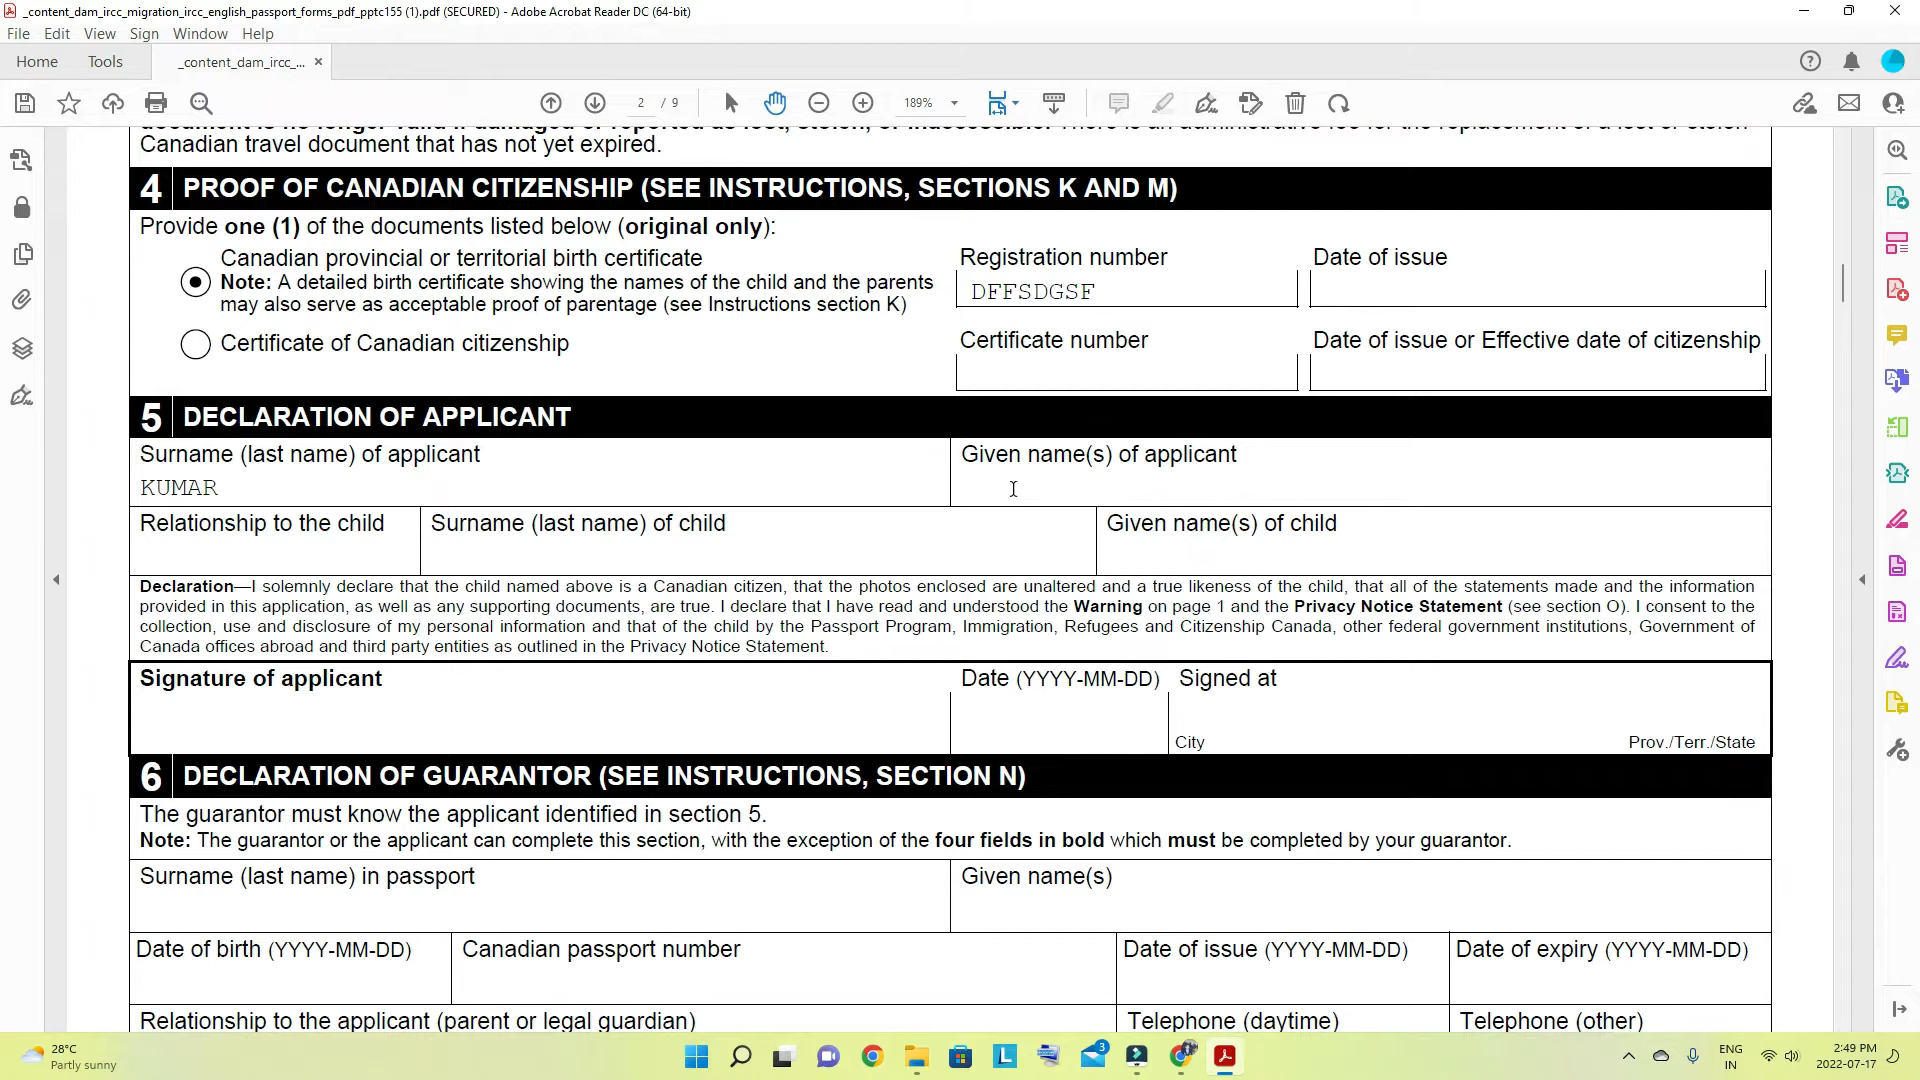 _content_dam_ircc_migration_ircc_english_passport_forms_pdf_pptc155 (1).pdf (SECURED) - Adobe Acrobat Reader DC (64-bit)
File Edit View Sign Window Help
Home Tools _content_dam_ircc_... ×
2 / 9 189%
Canadian travel document that has not yet expired.
4 PROOF OF CANADIAN CITIZENSHIP (SEE INSTRUCTIONS, SECTIONS K AND M)
Provide one (1) of the documents listed below (original only):
Canadian provincial or territorial birth certificate
Note: A detailed birth certificate showing the names of the child and the parents
may also serve as acceptable proof of parentage (see Instructions section K)
Registration number
DFFSDGSF
Date of issue
Certificate of Canadian citizenship
Certificate number
Date of issue or Effective date of citizenship
5 DECLARATION OF APPLICANT
Surname (last name) of applicant
KUMAR
Given name(s) of applicant
Relationship to the child
Surname (last name) of child
Given name(s) of child
Declaration—I solemnly declare that the child named above is a Canadian citizen, that the photos enclosed are unaltered and a true likeness of the child, that all of the statements made and the information
provided in this application, as well as any supporting documents, are true. I declare that I have read and understood the Warning on page 1 and the Privacy Notice Statement (see section O). I consent to the
collection, use and disclosure of my personal information and that of the child by the Passport Program, Immigration, Refugees and Citizenship Canada, other federal government institutions, Government of
Canada offices abroad and third party entities as outlined in the Privacy Notice Statement.
Signature of applicant
Date (YYYY-MM-DD)
Signed at
City
Prov./Terr./State
6 DECLARATION OF GUARANTOR (SEE INSTRUCTIONS, SECTION N)
The guarantor must know the applicant identified in section 5.
Note: The guarantor or the applicant can complete this section, with the exception of the four fields in bold which must be completed by your guarantor.
Surname (last name) in passport
Given name(s)
Date of birth (YYYY-MM-DD)
Canadian passport number
Date of issue (YYYY-MM-DD)
Date of expiry (YYYY-MM-DD)
Relationship to the applicant (parent or legal guardian)
Telephone (daytime)
Telephone (other)
28°C
Partly sunny
3
ENG
IN
2:49 PM
2022-07-17